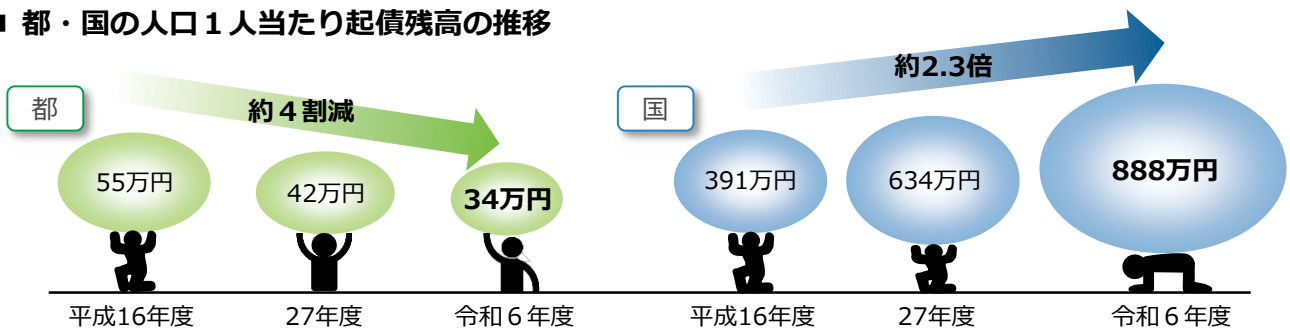 都・国の人口１人当たり起債残高の推移
都
約４割減
55万円
42万円
34万円
平成16年度
27年度
令和６年度
国
約2.3倍
391万円
634万円
888万円
平成16年度
27年度
令和６年度